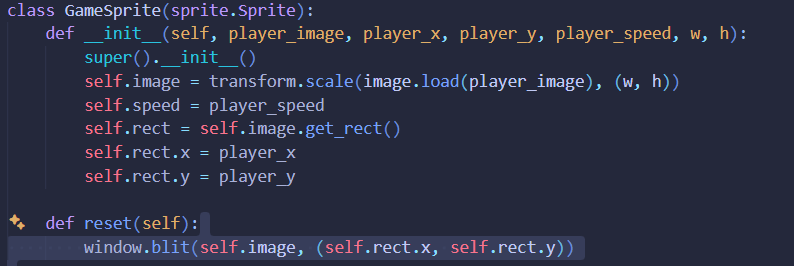 class GameSprite(sprite.Sprite):
    def __init__(self, player_image, player_x, player_y, player_speed, w, h):
        super().__init__()
        self.image = transform.scale(image.load(player_image), (w, h))
        self.speed = player_speed
        self.rect = self.image.get_rect()
        self.rect.x = player_x
        self.rect.y = player_y

    def reset(self):
        window.blit(self.image, (self.rect.x, self.rect.y))